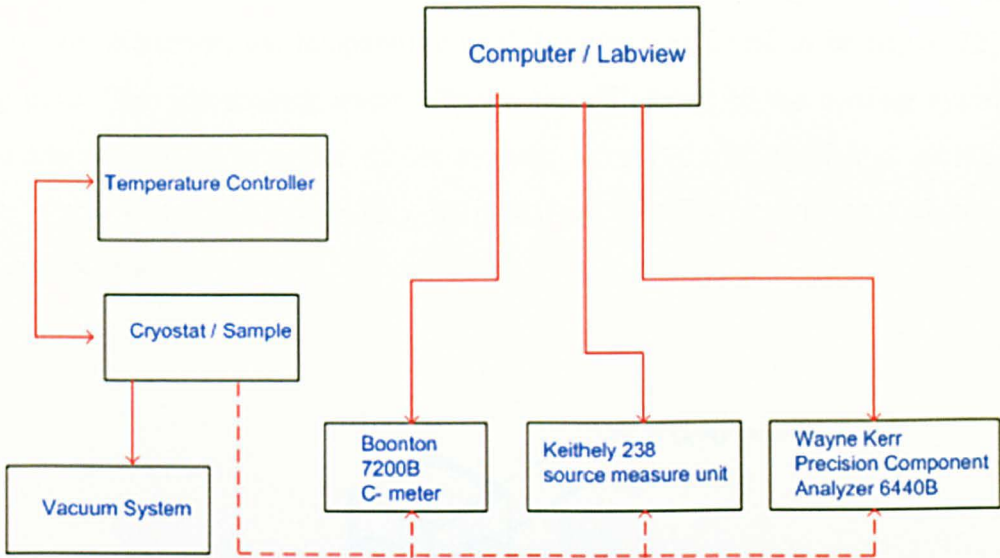 Computer / Labview
Temperature Controller
Cryostat / Sample
Vacuum System
Boonton
7200B
C- meter
Keithely 238
source measure unit
Wayne Kerr
Precision Component
Analyzer 6440B